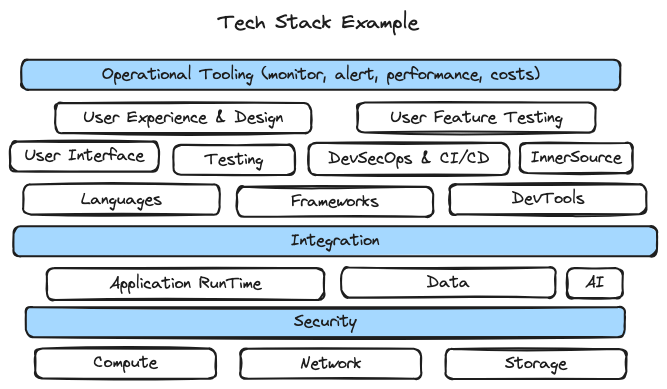 Tech Stack Example
Operational Tooling (monitor, alert, performance, costs)
User Experience & Design
User Feature Testing
User Interface
Testing
DevSecOps & CI/CD
InnerSource
Languages
Frameworks
DevTools
Integration
Application RunTime
Data
AI
Security
Compute
Network
Storage